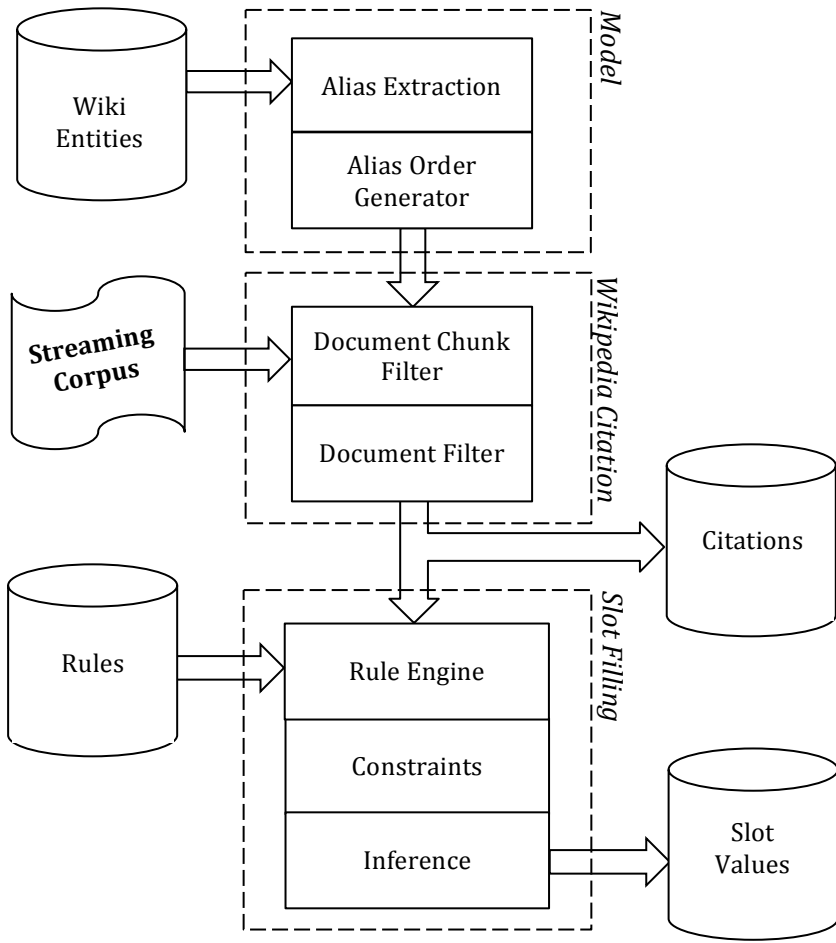 Model
Alias Extraction
Wiki
Entities
Alias Order
Generator
Wikipedia Citation
Streaming
Corpus
Document Chunk
Filter
Document Filter
Citations
Slot Filling
Rules
Rule Engine
Constraints
Inference
Slot
Values